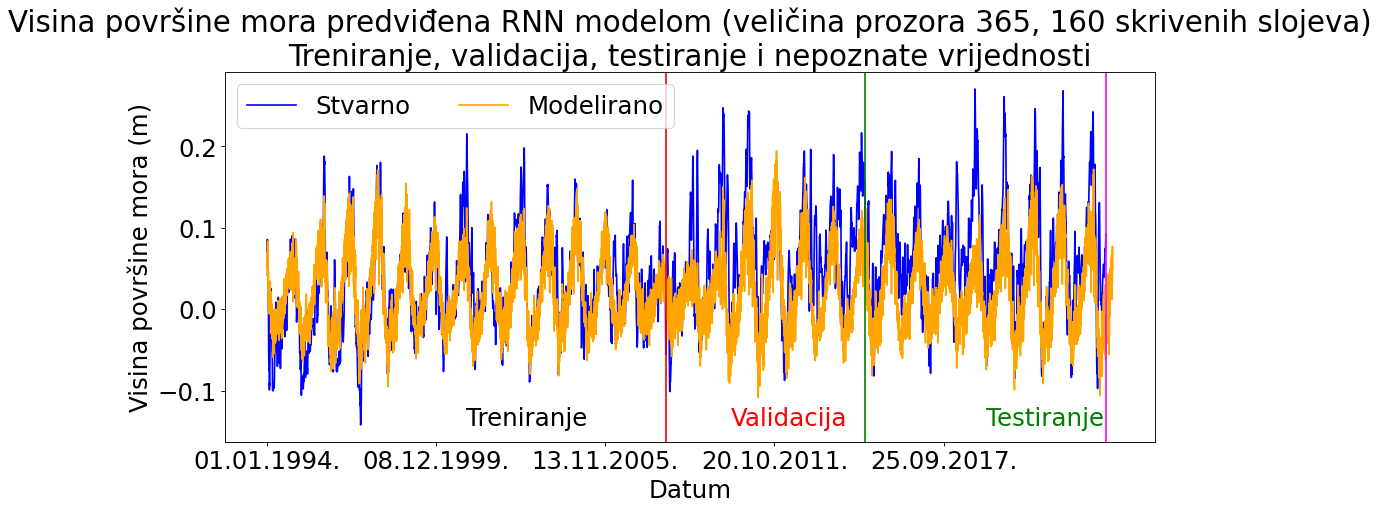 Visina površine mora predviđena RNN modelom (veličina prozora 365, 160 skrivenih slojeva)
Treniranje, validacija, testiranje i nepoznate vrijednosti
Stvarno Modelirano
Visina površine mora (m)
0.2
0.1
0.0
−0.1
Treniranje Validacija Testiranje
01.01.1994. 08.12.1999. 13.11.2005. 20.10.2011. 25.09.2017.
Datum